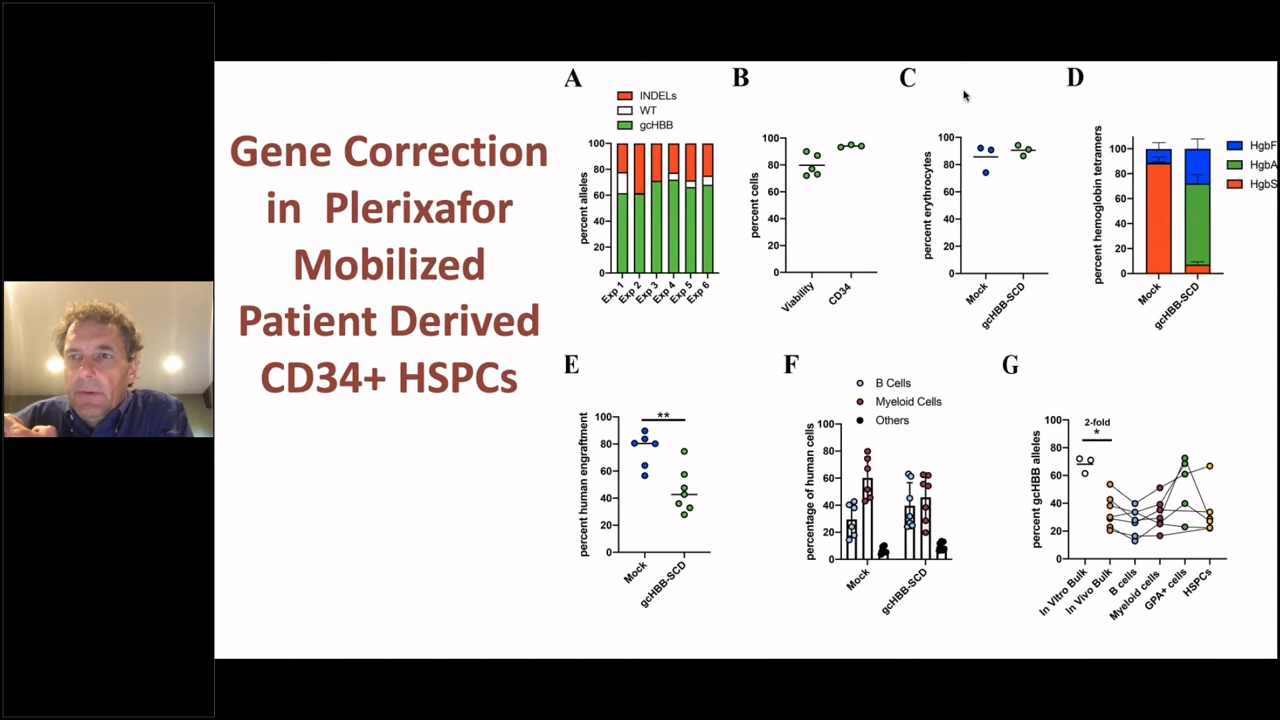 Gene Correction
in Plerixafor
Mobilized
Patient Derived
CD34+ HSPCs
A
INDELs
WT
gcHBB
percent alleles
100
80
60
40
20
0
Exp 1
Exp 2
Exp 3
Exp 4
Exp 5
Exp 6
B
percent cells
100
80
60
40
20
0
Viability
CD34
C
percent erythrocytes
100
80
60
40
20
0
Mock
gcHBB-SCD
D
HgbF
HgbA
HgbS
percent hemoglobin tetramers
100
80
60
40
20
0
Mock
gcHBB-SCD
E
**
percent human engraftment
100
80
60
40
20
0
Mock
gcHBB-SCD
F
B Cells
Myeloid Cells
Others
percentage of human cells
100
80
60
40
20
0
Mock
gcHBB-SCD
G
2-fold
*
percent gcHBB alleles
100
80
60
40
20
0
In Vitro Bulk
In Vivo Bulk
B cells
Myeloid cells
GPA+ cells
HSPCs